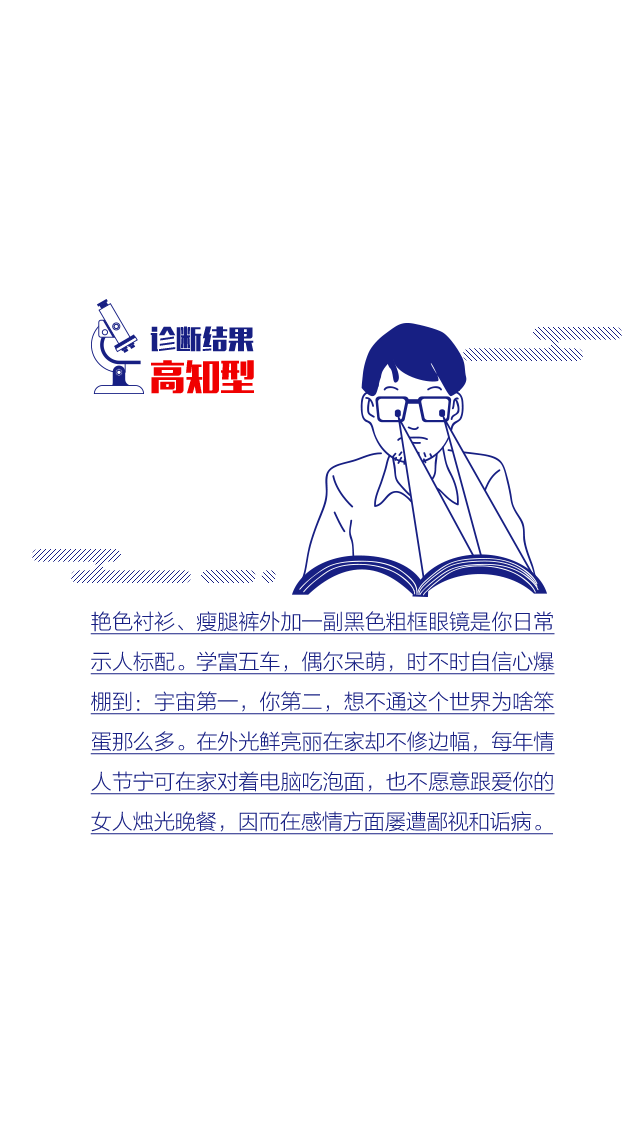 诊断结果
高知型
艳色衬衫、瘦腿裤外加一副黑色粗框眼镜是你日常
示人标配。学富五车，偶尔呆萌，时不时自信心爆
棚到：宇宙第一，你第二，想不通这个世界为啥笨
蛋那么多。在外光鲜亮丽在家却不修边幅，每年情
人节宁可在家对着电脑吃泡面，也不愿意跟爱你的
女人烛光晚餐，因而在感情方面屡遭鄙视和诟病。